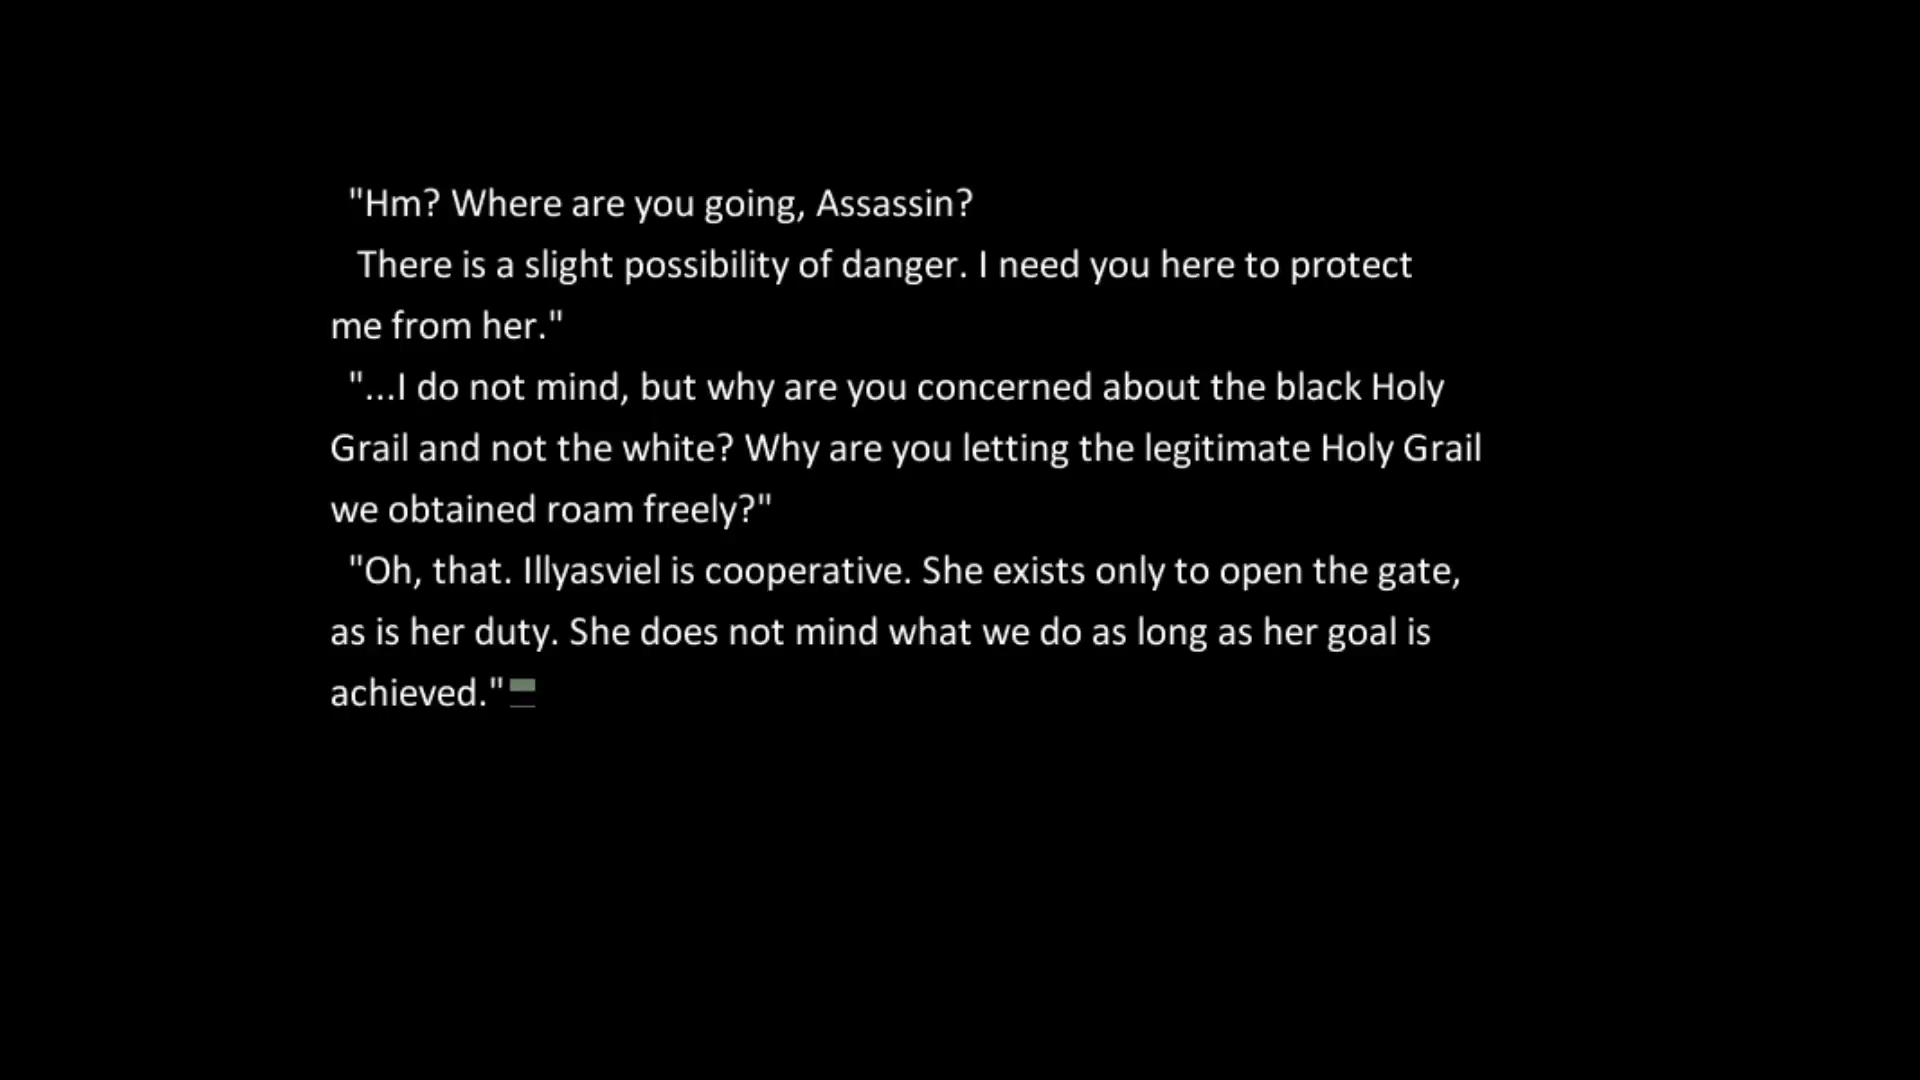 "Hm? Where are you going, Assassin?
There is a slight possibility of danger. I need you here to protect
me from her."
"...I do not mind, but why are you concerned about the black Holy
Grail and not the white? Why are you letting the legitimate Holy Grail
we obtained roam freely?"
"Oh, that. Illyasviel is cooperative. She exists only to open the gate,
as is her duty. She does not mind what we do as long as her goal is
achieved."